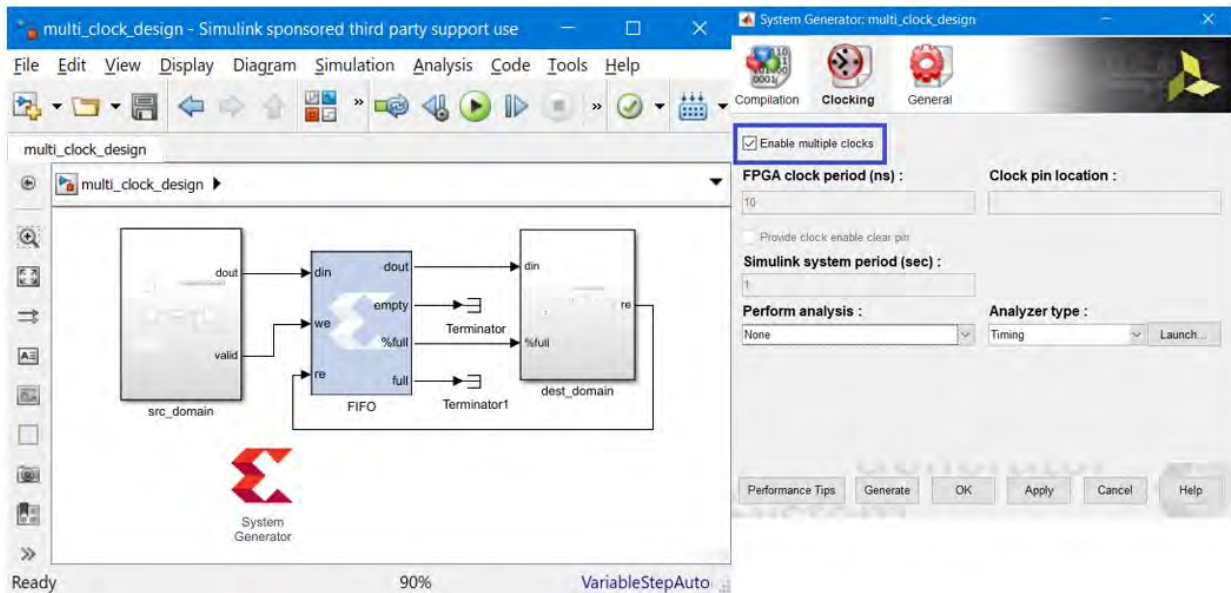 multi_clock_design - Simulink sponsored third party support use
File Edit View Display Diagram Simulation Analysis Code Tools Help
multi_clock_design
multi_clock_design
dout
valid
src_domain
din
we
re
dout
empty
%full
full
FIFO
Terminator
Terminator1
din
%full
re
dest_domain
System
Generator
Ready 90% VariableStepAuto
System Generator: multi_clock_design
Compilation Clocking General
Enable multiple clocks
FPGA clock period (ns) : Clock pin location :
10
Provide clock enable clear pin
Simulink system period (sec) :
1
Perform analysis : Analyzer type :
None Timing Launch...
Performance Tips Generate OK Apply Cancel Help